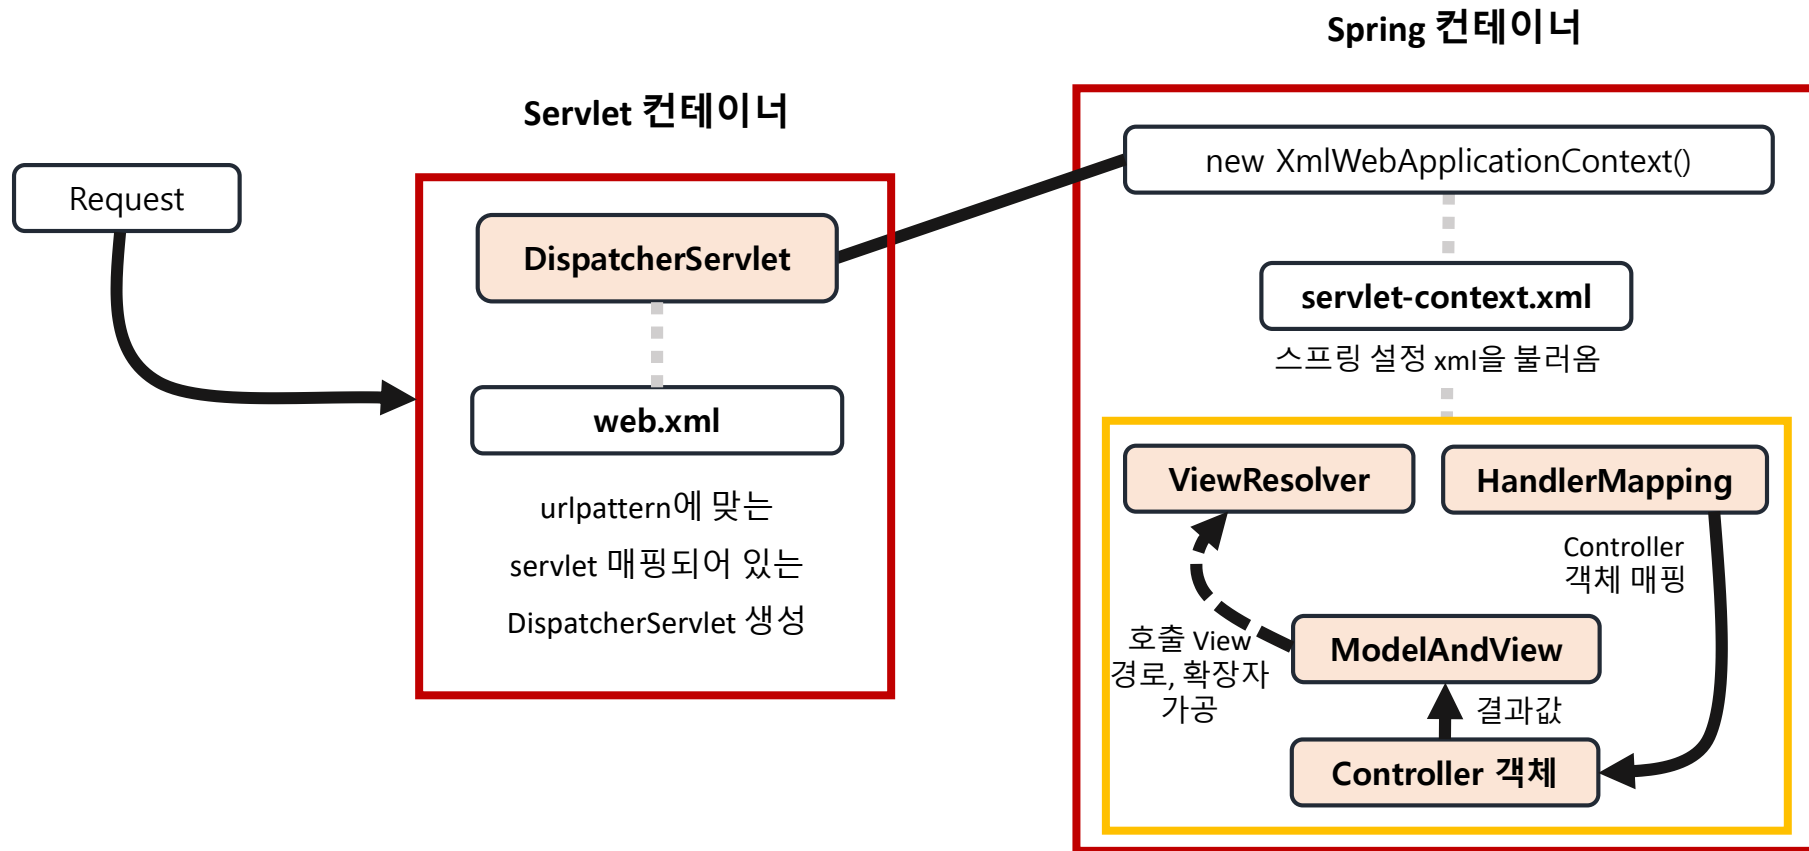 Spring 컨테이너
Servlet 컨테이너
Request
DispatcherServlet
web.xml
urlpattern에 맞는
servlet 매핑되어 있는
DispatcherServlet 생성
new XmlWebApplicationContext()
servlet-context.xml
스프링 설정 xml을 불러옴
ViewResolver
HandlerMapping
Controller
객체 매핑
호출 View
경로, 확장자
가공
ModelAndView
결과값
Controller 객체